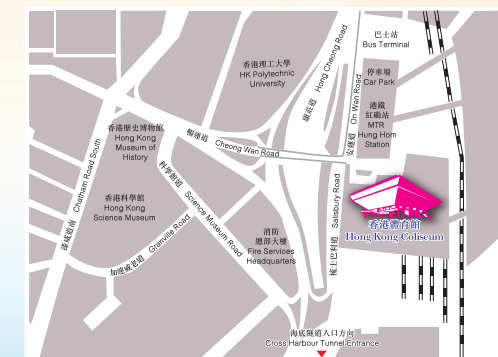 巴士站
Bus Terminal
香港理工大學
HK Polytechnic
University
康莊道 Hong Cheong Road
停車場
Car Park
安運道 On Wan Road
港鐵
紅磡站
MTR
Hung Hom
Station
香港歷史博物館
Hong Kong
Museum of
History
暢運道 Cheong Wan Road
科學館道 Science Museum Road
漆咸道南 Chatham Road South
香港科學館
Hong Kong
Science Museum
加連威老道 Granville Road
消防
總部大樓
Fire Services
Headquarters
梳士巴利道 Salisbury Road
香港體育館
Hong Kong Coliseum
海底隧道入口方向
Cross Harbour Tunnel Entrance